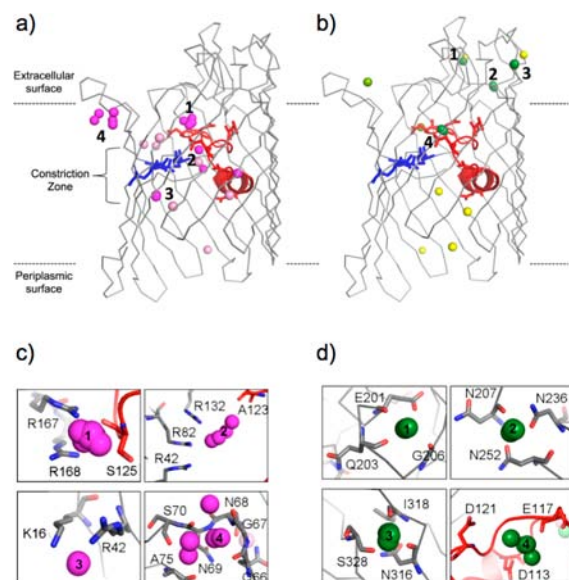 a)
b)
Extracellular surface
Constriction Zone
Periplasmic surface
1
2
3
4
1
2
3
4
c)
d)
R167
R168
S125
1
R132
A123
R82
R42
2
K16
R42
3
S70
N68
G67
A75
N69
G66
4
E201
Q203
G206
1
N207
N236
N252
2
I318
S328
N316
3
D121
E117
D113
4